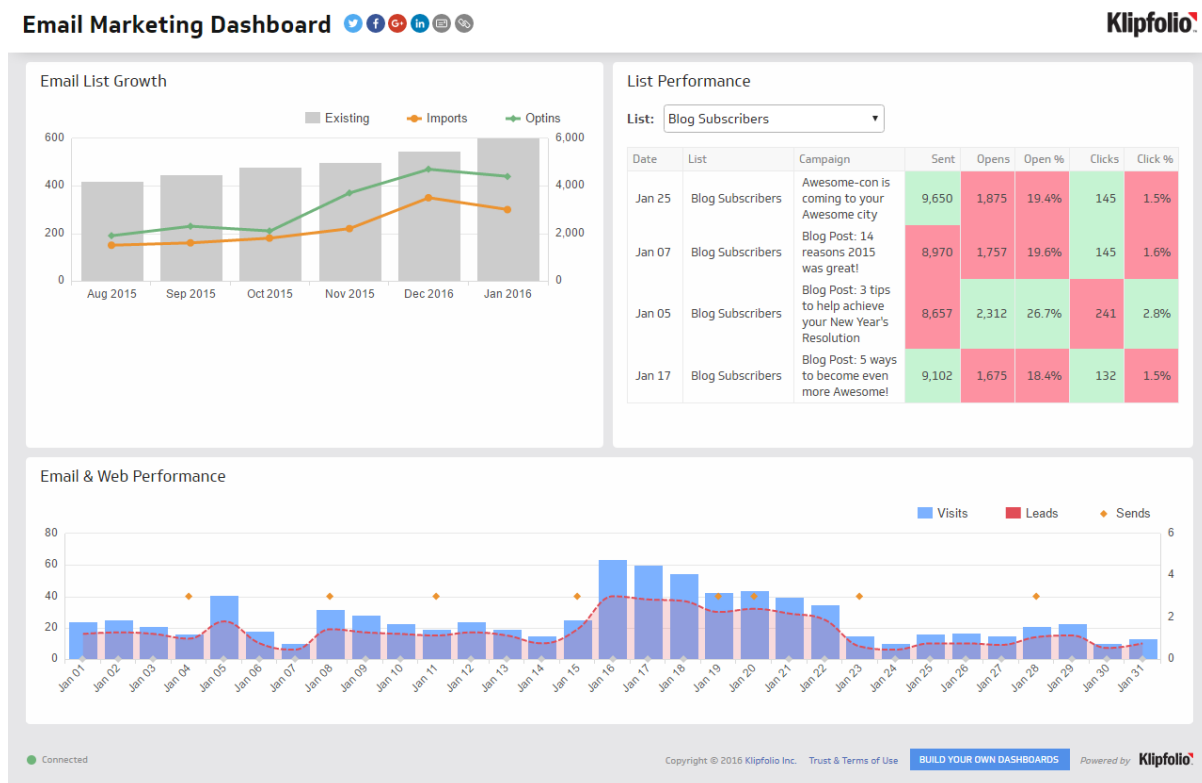 Email Marketing Dashboard
Klipfolio
Email List Growth
Existing Imports Optins
600 6,000
400 4,000
200 2,000
0 0
Aug 2015 Sep 2015 Oct 2015 Nov 2015 Dec 2016 Jan 2016
List Performance
List: Blog Subscribers
Date List Campaign Sent Opens Open % Clicks Click %
Awesome-con is
Jan 25 Blog Subscribers coming to your 9,650 1,875 19.4% 145 1.5%
Awesome city
Blog Post: 14
Jan 07 Blog Subscribers reasons 2015 8,970 1,757 19.6% 145 1.6%
was great!
Blog Post: 3 tips
to help achieve
Jan 05 Blog Subscribers your New Year's 8,657 2,312 26.7% 241 2.8%
Resolution
Blog Post: 5 ways
Jan 17 Blog Subscribers to become even 9,102 1,675 18.4% 132 1.5%
more Awesome!
Email & Web Performance
Visits Leads Sends
80 6
60 4
40 2
20 0
0
Jan 01 Jan 02 Jan 03 Jan 04 Jan 05 Jan 06 Jan 07 Jan 08 Jan 09 Jan 10 Jan 11 Jan 12 Jan 13 Jan 14 Jan 15 Jan 16 Jan 17 Jan 18 Jan 19 Jan 20 Jan 21 Jan 22 Jan 23 Jan 24 Jan 25 Jan 26 Jan 27 Jan 28 Jan 29 Jan 30 Jan 31
Connected
Copyright © 2016 Klipfolio Inc. Trust & Terms of Use BUILD YOUR OWN DASHBOARDS Powered by Klipfolio